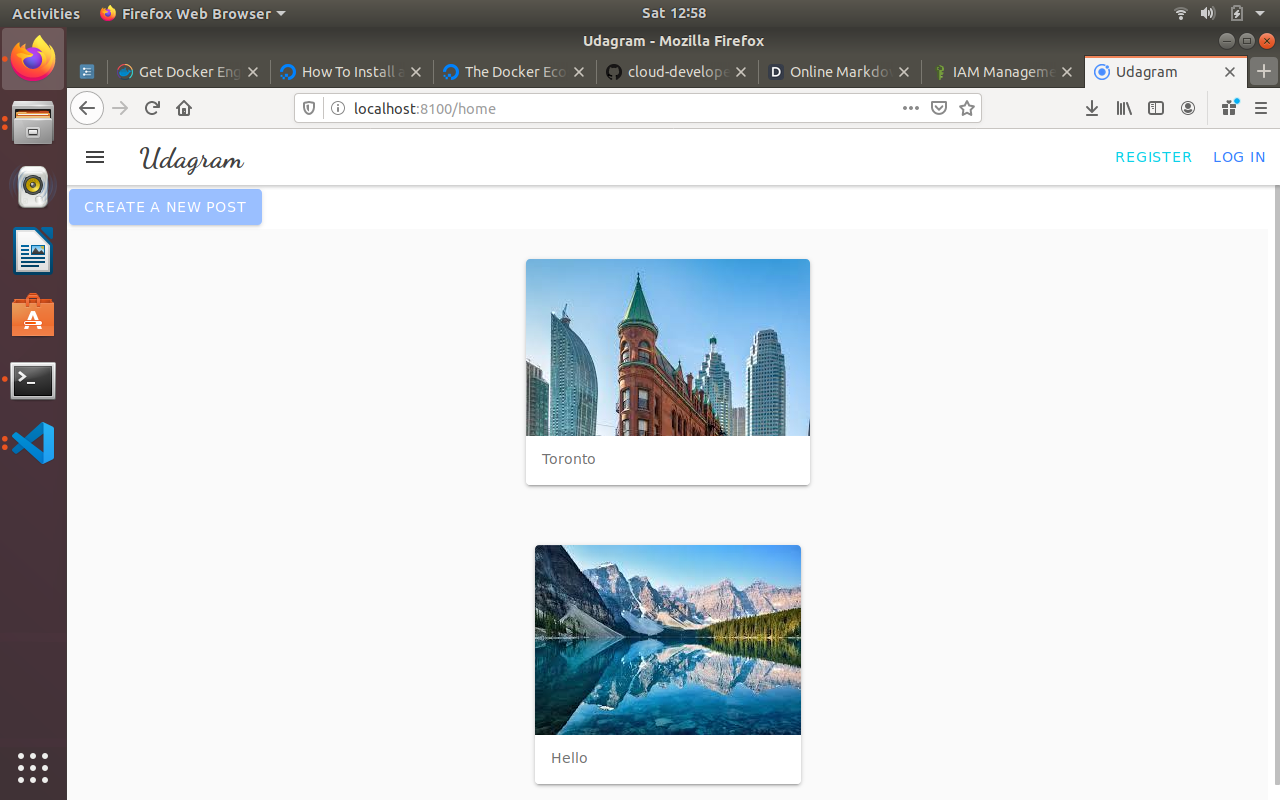 Activities Firefox Web Browser Sat 12:58
Udagram - Mozilla Firefox
Get Docker Eng How To Install a The Docker Eco cloud-develope Online Markdo IAM Manageme Udagram
localhost:8100/home
Udagram REGISTER LOG IN
CREATE A NEW POST
Toronto
Hello